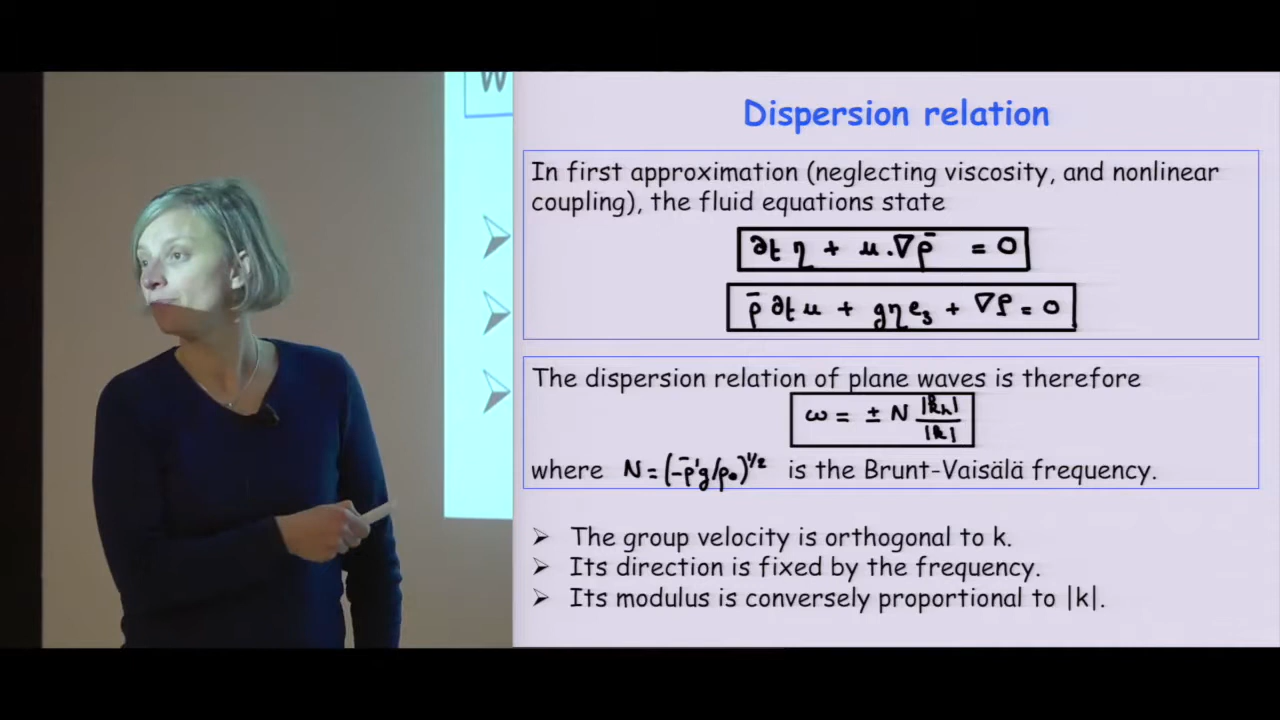 W
Dispersion relation
In first approximation (neglecting viscosity, and nonlinear
coupling), the fluid equations state
∂t η + u.∇ρ̄ = 0
ρ̄ ∂t u + gηe₃ + ∇P = 0
The dispersion relation of plane waves is therefore
ω = ± N |kₕ|/|k|
where N = (-ρ̄'g/ρ₀)^1/2 is the Brunt-Vaisälä frequency.
➢ The group velocity is orthogonal to k.
➢ Its direction is fixed by the frequency.
➢ Its modulus is conversely proportional to |k|.